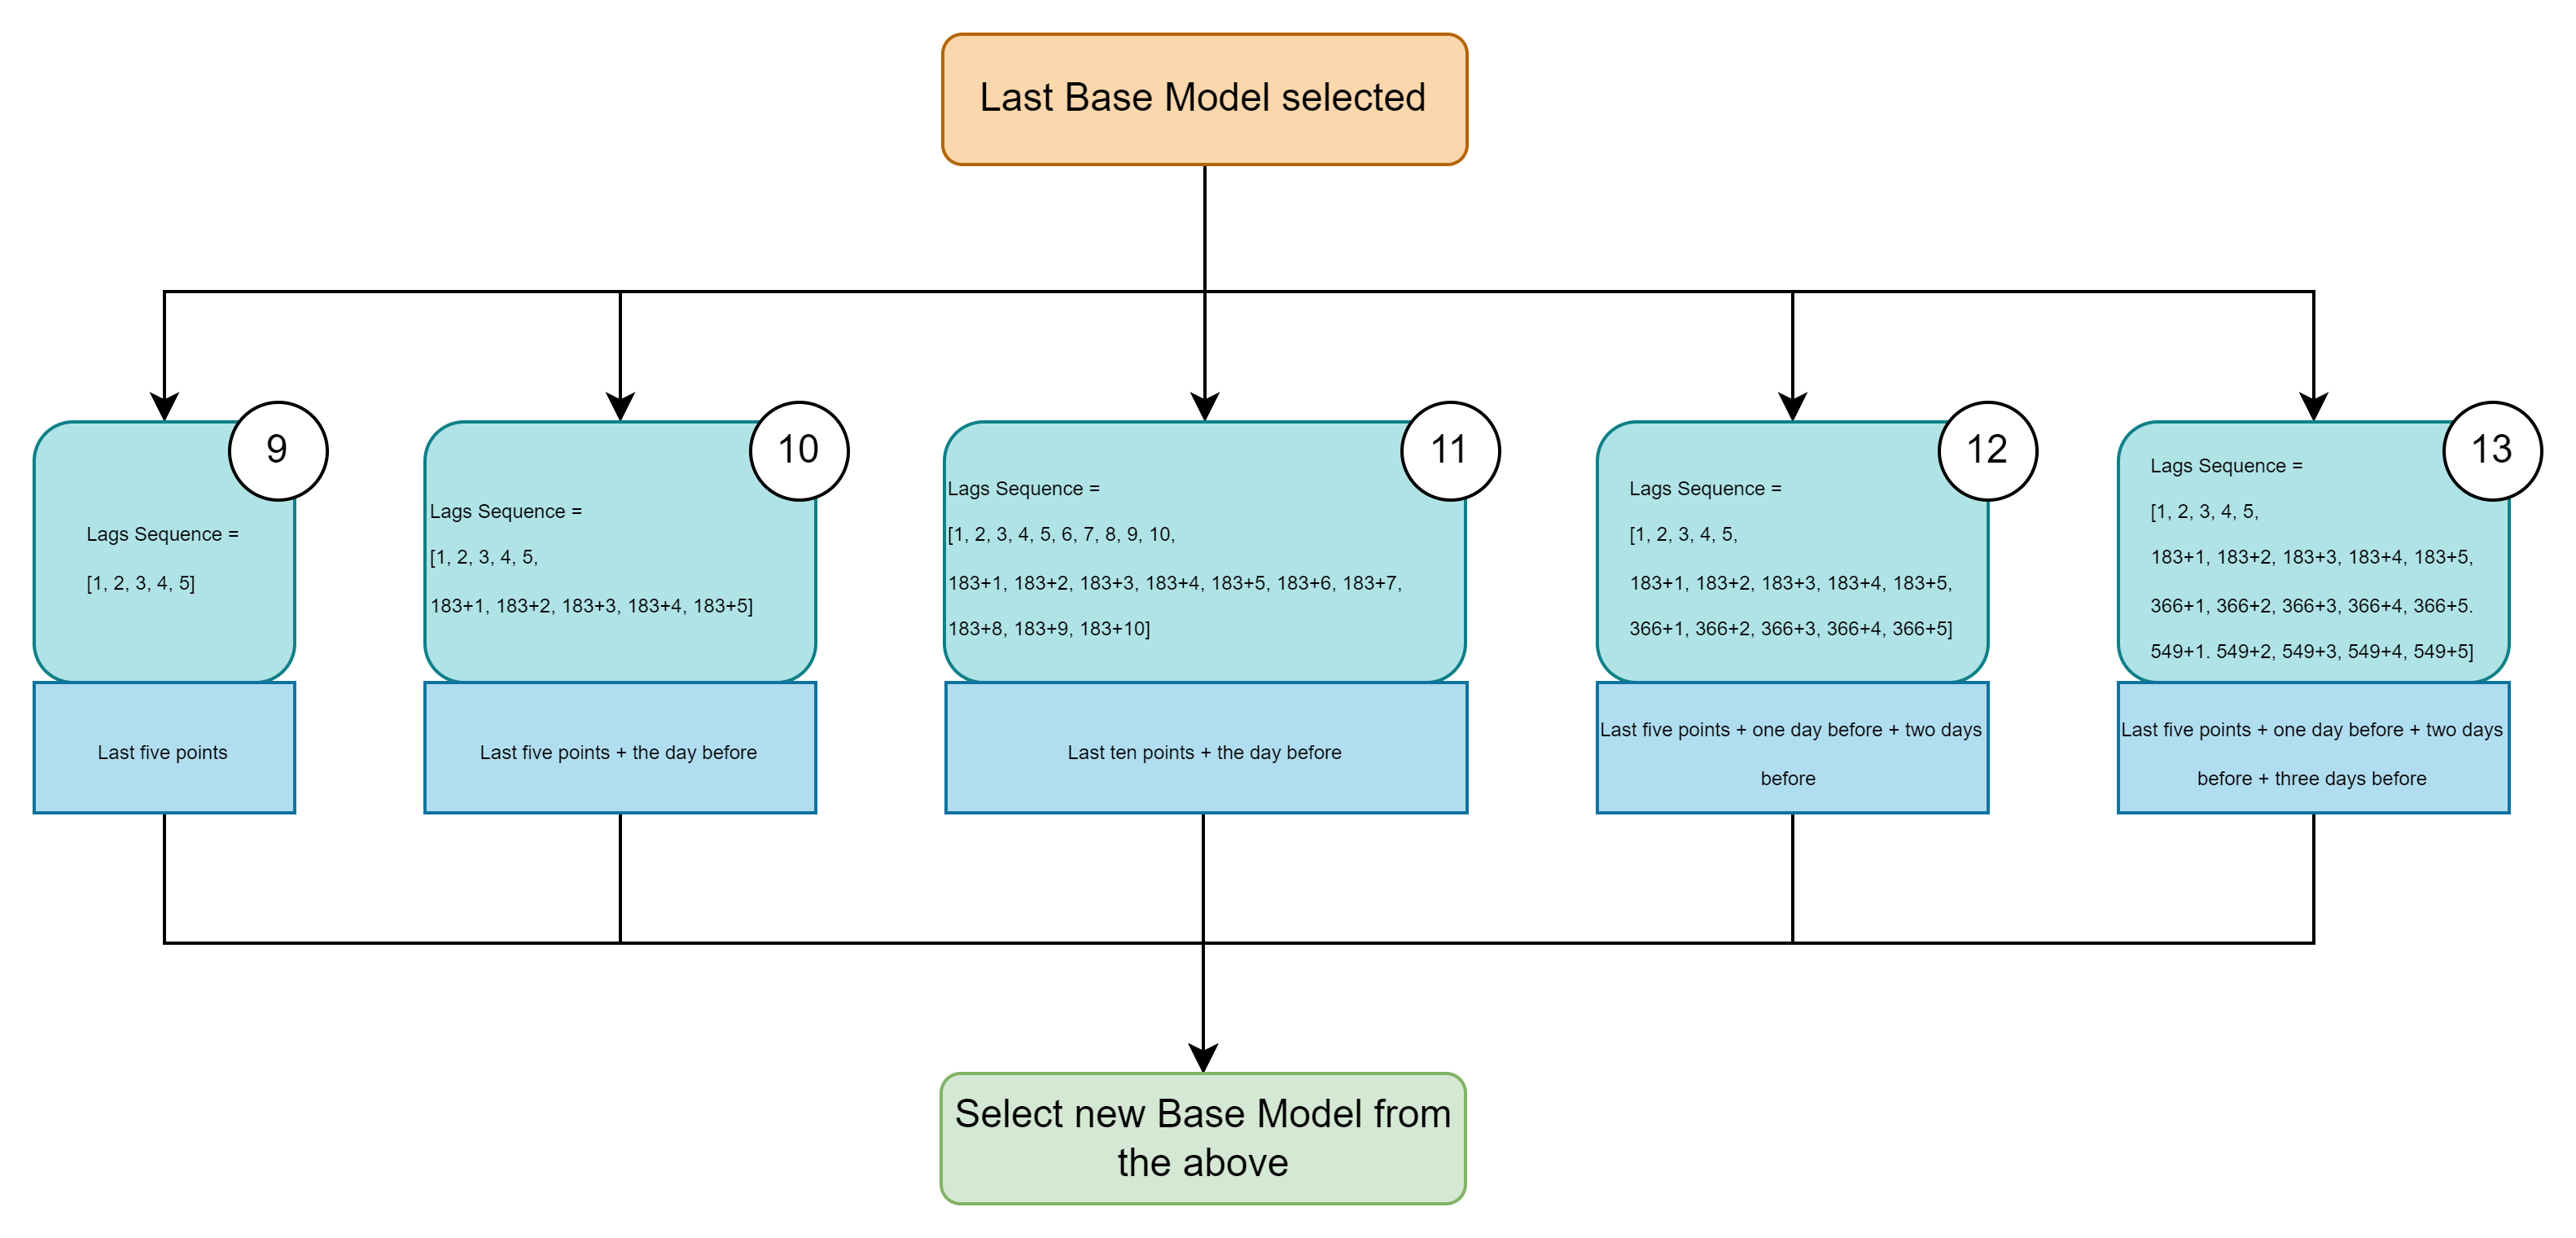 Last Base Model selected
9
Lags Sequence =
[1, 2, 3, 4, 5]
Last five points
10
Lags Sequence =
[1, 2, 3, 4, 5,
183+1, 183+2, 183+3, 183+4, 183+5]
Last five points + the day before
11
Lags Sequence =
[1, 2, 3, 4, 5, 6, 7, 8, 9, 10,
183+1, 183+2, 183+3, 183+4, 183+5, 183+6, 183+7,
183+8, 183+9, 183+10]
Last ten points + the day before
12
Lags Sequence =
[1, 2, 3, 4, 5,
183+1, 183+2, 183+3, 183+4, 183+5,
366+1, 366+2, 366+3, 366+4, 366+5]
Last five points + one day before + two days
before
13
Lags Sequence =
[1, 2, 3, 4, 5,
183+1, 183+2, 183+3, 183+4, 183+5,
366+1, 366+2, 366+3, 366+4, 366+5.
549+1. 549+2, 549+3, 549+4, 549+5]
Last five points + one day before + two days
before + three days before
Select new Base Model from
the above